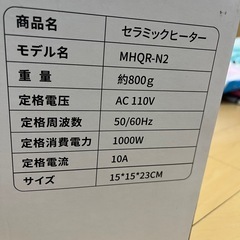 商品名 セラミックヒーター
モデル名 MHQR-N2
重量 約800g
定格電圧 AC 110V
定格周波数 50/60Hz
定格消費電力 1000W
定格電流 10A
サイズ 15*15*23CM